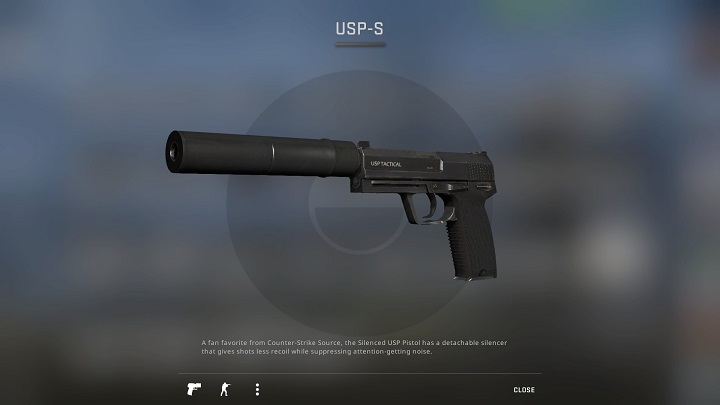 USP-S
USP TACTICAL
A fan favorite from Counter-Strike Source, the Silenced USP Pistol has a detachable silencer
that gives shots less recoil while suppressing attention-getting noise.
CLOSE